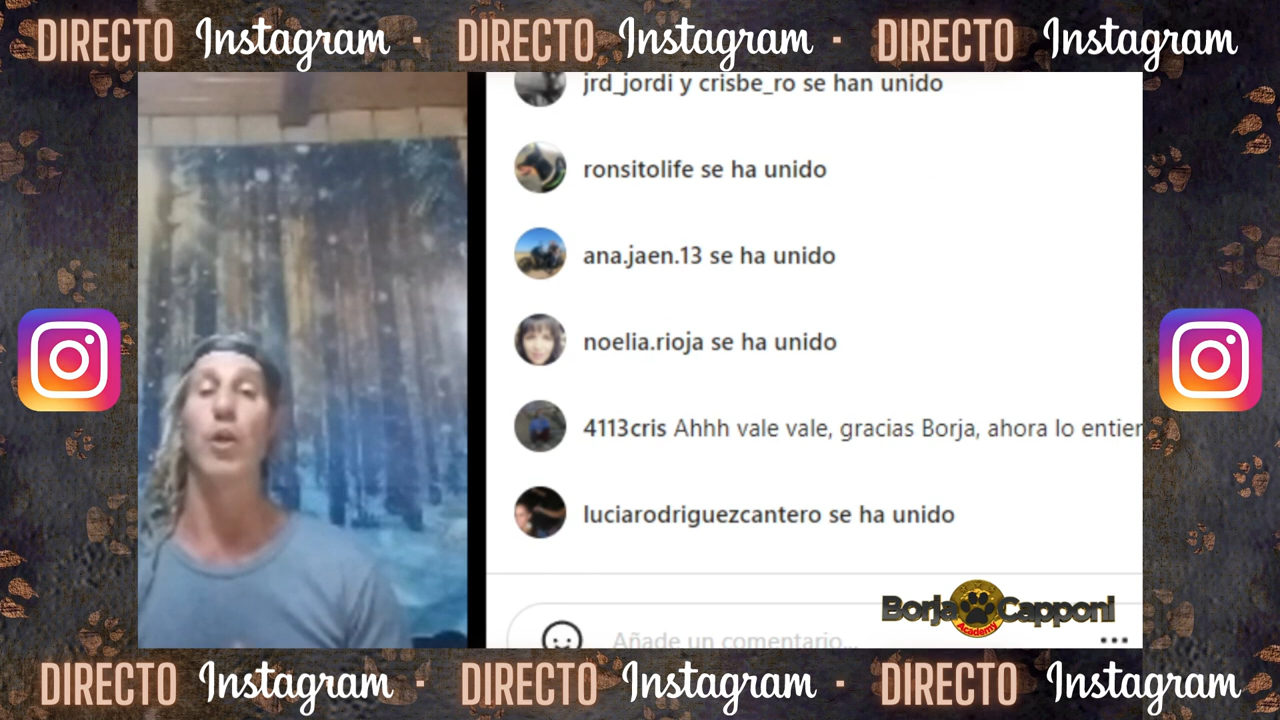 DIRECTO Instagram · DIRECTO Instagram · DIRECTO Instagram
jrd_jordi y crisbe_ro se han unido
ronsitolife se ha unido
ana.jaen.13 se ha unido
noelia.rioja se ha unido
4113cris Ahhh vale vale, gracias Borja, ahora lo entier
luciarodriguezcantero se ha unido
Borja Capponi
Academy
Añade un comentario...
DIRECTO Instagram · DIRECTO Instagram · DIRECTO Instagram